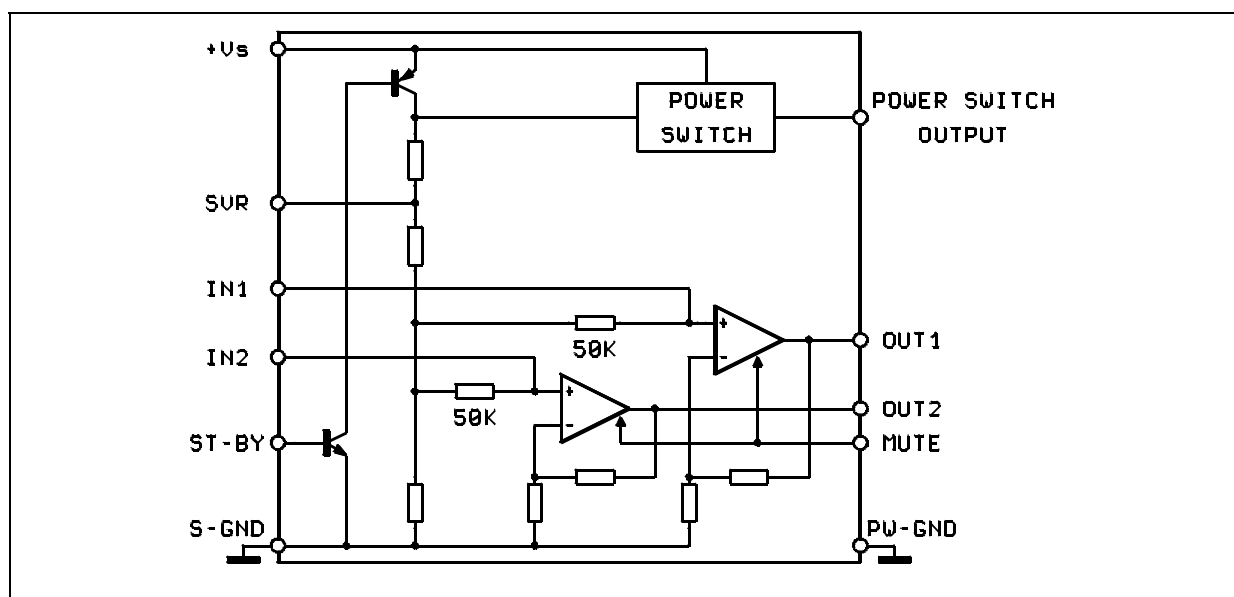 +Vs
POWER
SWITCH
POWER SWITCH
OUTPUT
SVR
IN1
+
-
50K
OUT1
IN2
+
-
50K
OUT2
ST-BY
MUTE
S-GND
PW-GND